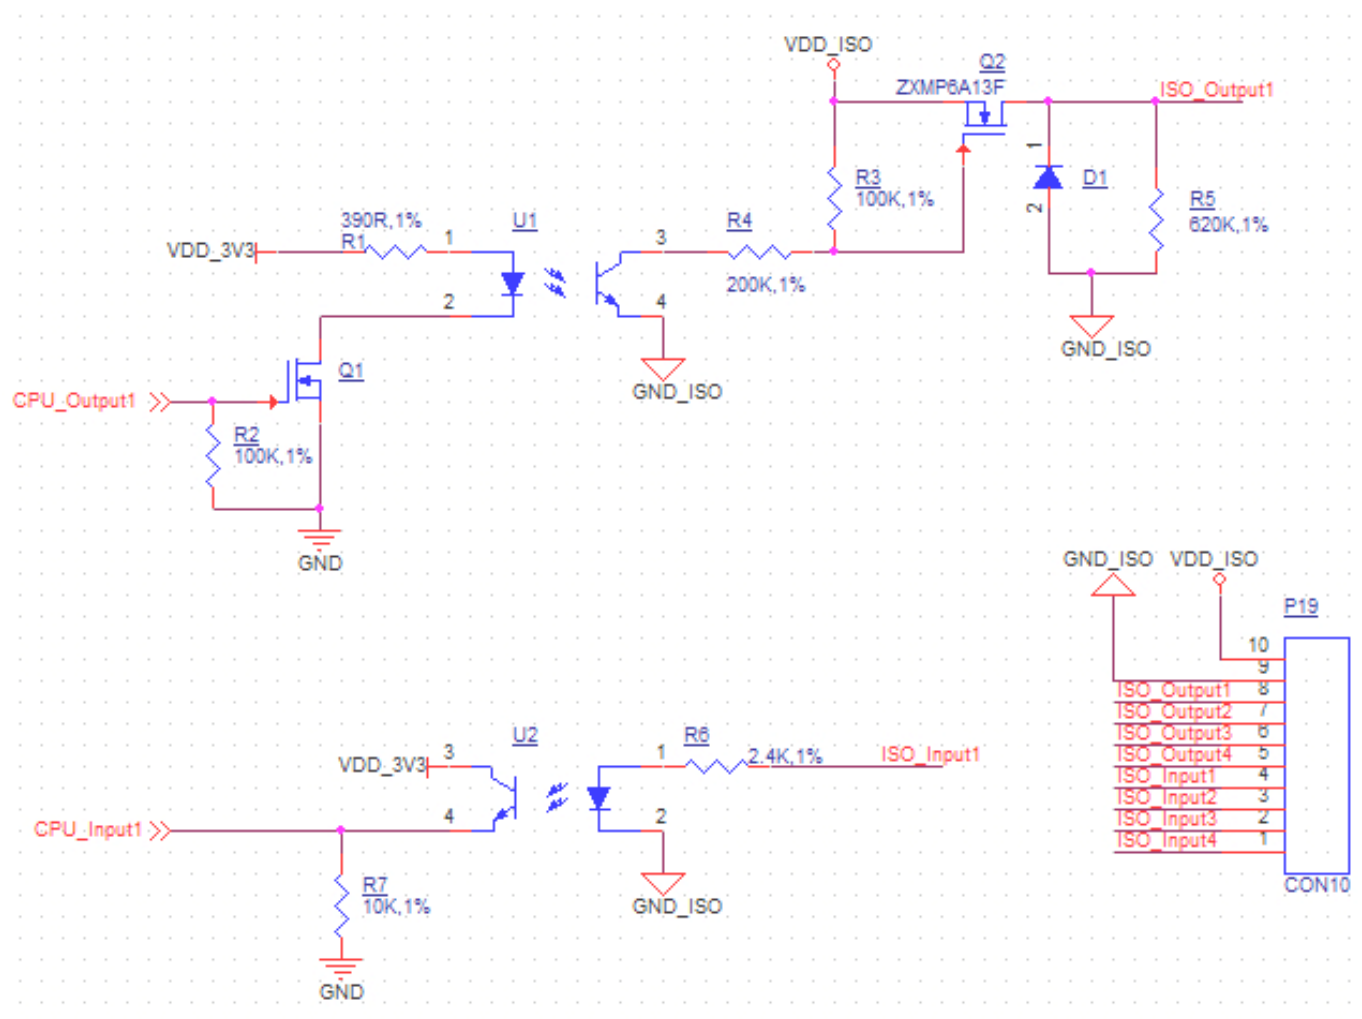 VDD_ISO
Q2
ZXMP6A13F
ISO_Output1
1
D1
2
R3
100K,1%
R5
620K,1%
390R,1%
R1
VDD_3V3
1
U1
3
R4
200K,1%
2
4
GND_ISO
GND_ISO
Q1
CPU_Output1
R2
100K,1%
GND
GND_ISO
VDD_ISO
P19
10
9
ISO_Output1 8
ISO_Output2 7
ISO_Output3 6
ISO_Output4 5
ISO_Input1 4
ISO_Input2 3
ISO_Input3 2
ISO_Input4 1
CON10
U2
VDD_3V3
3
1
R6
2.4K,1%
ISO_Input1
CPU_Input1
4
2
GND_ISO
R7
10K,1%
GND